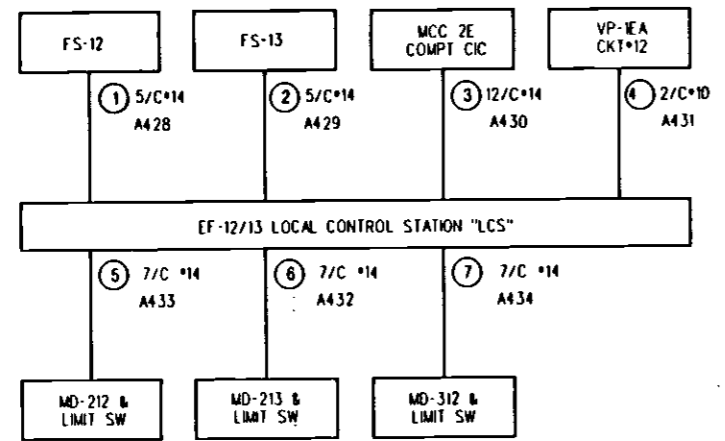 FS-12
FS-13
MCC 2E
COMPT CIC
VP-1EA
CKT#12
1 5/C#14
A428
2 5/C#14
A429
3 12/C#14
A430
4 2/C#10
A431
EF-12/13 LOCAL CONTROL STATION "LCS"
5 7/C #14
A433
6 7/C #14
A432
7 7/C #14
A434
MD-212 &
LIMIT SW
MD-213 &
LIMIT SW
MD-312 &
LIMIT SW